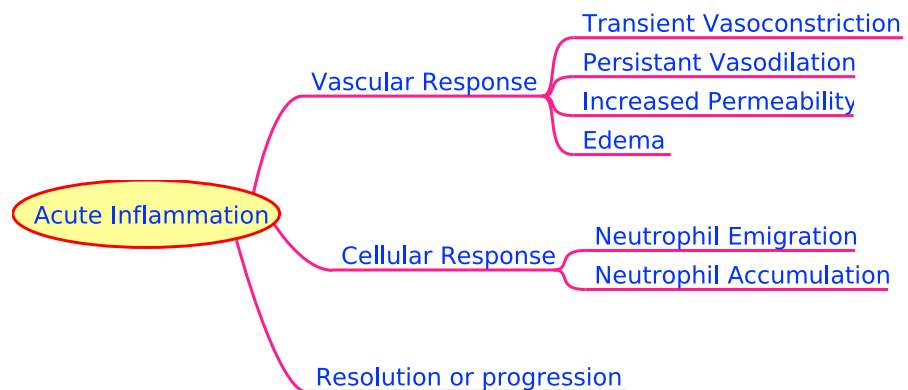 Transient Vasoconstriction
Persistant Vasodilation
Vascular Response
Increased Permeability
Edema
Acute Inflammation
Neutrophil Emigration
Cellular Response
Neutrophil Accumulation
Resolution or progression